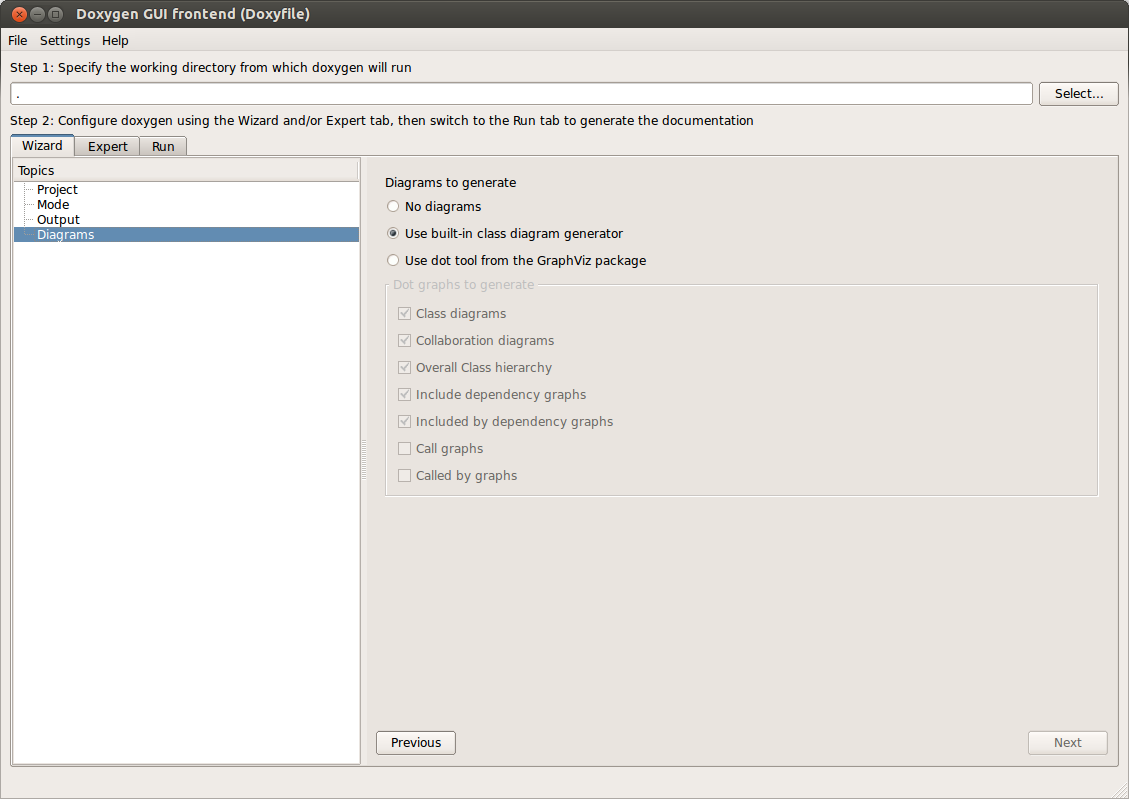 Doxygen GUI frontend (Doxyfile)
File Settings Help
Step 1: Specify the working directory from which doxygen will run
. Select...
Step 2: Configure doxygen using the Wizard and/or Expert tab, then switch to the Run tab to generate the documentation
Wizard Expert Run
Topics
Project
Mode
Output
Diagrams
Diagrams to generate
No diagrams
Use built-in class diagram generator
Use dot tool from the GraphViz package
Dot graphs to generate
Class diagrams
Collaboration diagrams
Overall Class hierarchy
Include dependency graphs
Included by dependency graphs
Call graphs
Called by graphs
Previous Next